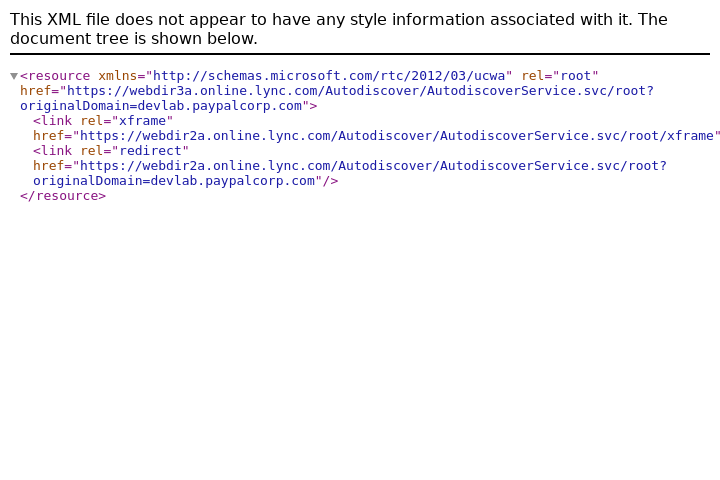 This XML file does not appear to have any style information associated with it. The
document tree is shown below.
▼<resource xmlns="http://schemas.microsoft.com/rtc/2012/03/ucwa" rel="root"
href="https://webdir3a.online.lync.com/Autodiscover/AutodiscoverService.svc/root?
originalDomain=devlab.paypalcorp.com">
<link rel="xframe"
href="https://webdir2a.online.lync.com/Autodiscover/AutodiscoverService.svc/root/xframe"
<link rel="redirect"
href="https://webdir2a.online.lync.com/Autodiscover/AutodiscoverService.svc/root?
originalDomain=devlab.paypalcorp.com"/>
</resource>